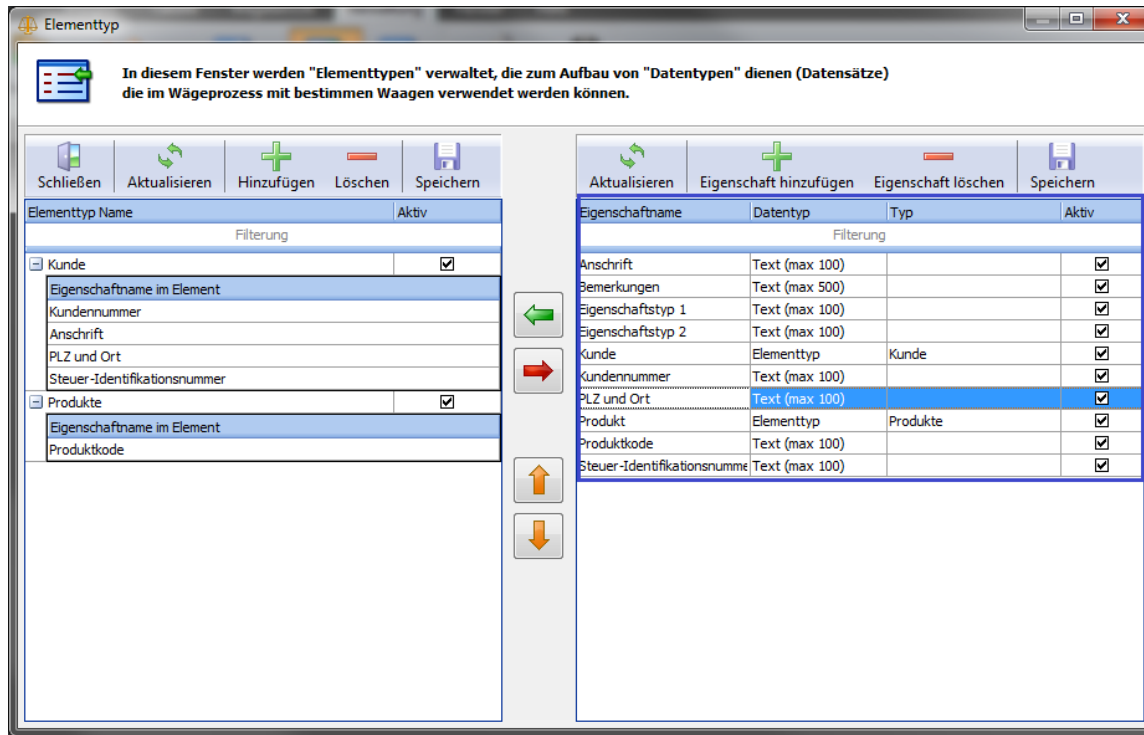 Elementtyp
In diesem Fenster werden "Elementtypen" verwaltet, die zum Aufbau von "Datentypen" dienen (Datensätze)
die im Wägeprozess mit bestimmen Waagen verwendet werden können.
Schließen Aktualisieren Hinzufügen Löschen Speichern
Elementtyp Name Aktiv
Filterung
Kunde
Eigenschaftname im Element
Kundennummer
Anschrift
PLZ und Ort
Steuer-Identifikationsnummer
Produkte
Eigenschaftname im Element
Produktkode
Aktualisieren Eigenschaft hinzufügen Eigenschaft löschen Speichern
Eigenschaftname Datentyp Typ Aktiv
Filterung
Anschrift Text (max 100)
Bemerkungen Text (max 500)
Eigenschaftstyp 1 Text (max 100)
Eigenschaftstyp 2 Text (max 100)
Kunde Elementtyp Kunde
Kundennummer Text (max 100)
PLZ und Ort Text (max 100)
Produkt Elementtyp Produkte
Produktkode Text (max 100)
Steuer-Identifikationsnumme Text (max 100)